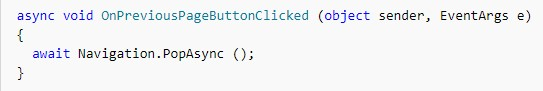 async void OnPreviousPageButtonClicked (object sender, EventArgs e)
{
  await Navigation.PopAsync ();
}